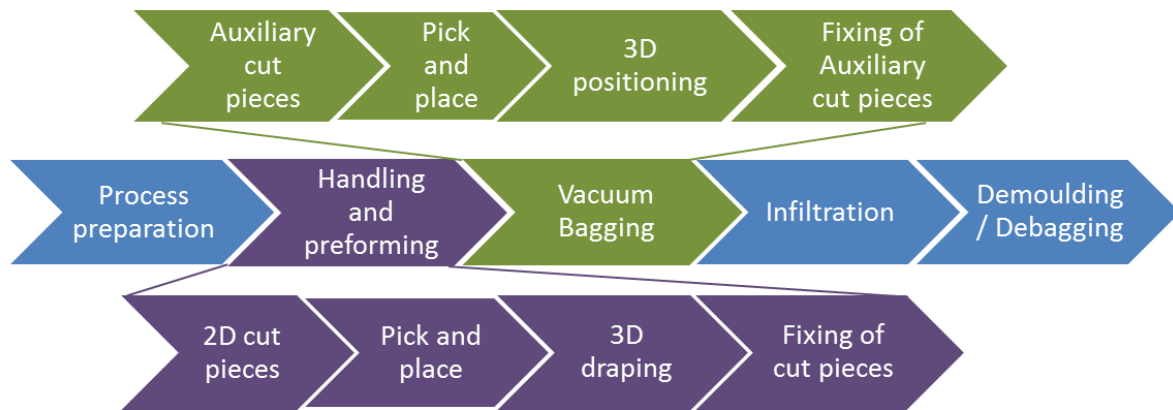 Auxiliary
cut
pieces
Pick
and
place
3D
positioning
Fixing of
Auxiliary
cut pieces
Process
preparation
Handling
and
preforming
Vacuum
Bagging
Infiltration
Demoulding
/ Debagging
2D cut
pieces
Pick and
place
3D
draping
Fixing of
cut pieces